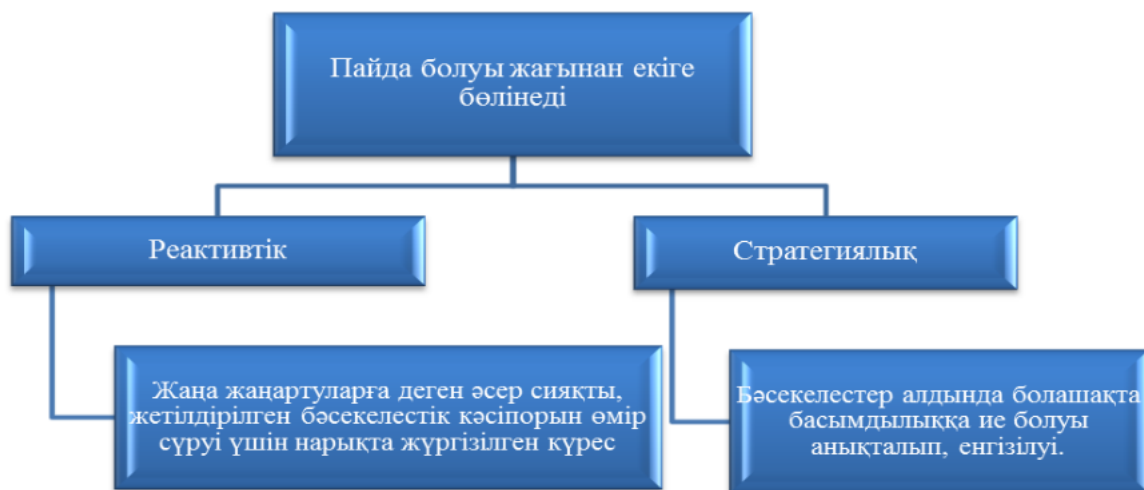 Пайда болуы жағынан екіге
бөлінеді
Реактивтік
Стратегиялық
Жаңа жаңартуларға деген әсер сияқты,
жетілдірілген бәсекелестік кәсіпорын өмір
сүруі үшін нарықта жүргізілген күрес
Бәсекелестер алдында болашақта
басымдылыққа ие болуы
анықталып, енгізілуі.